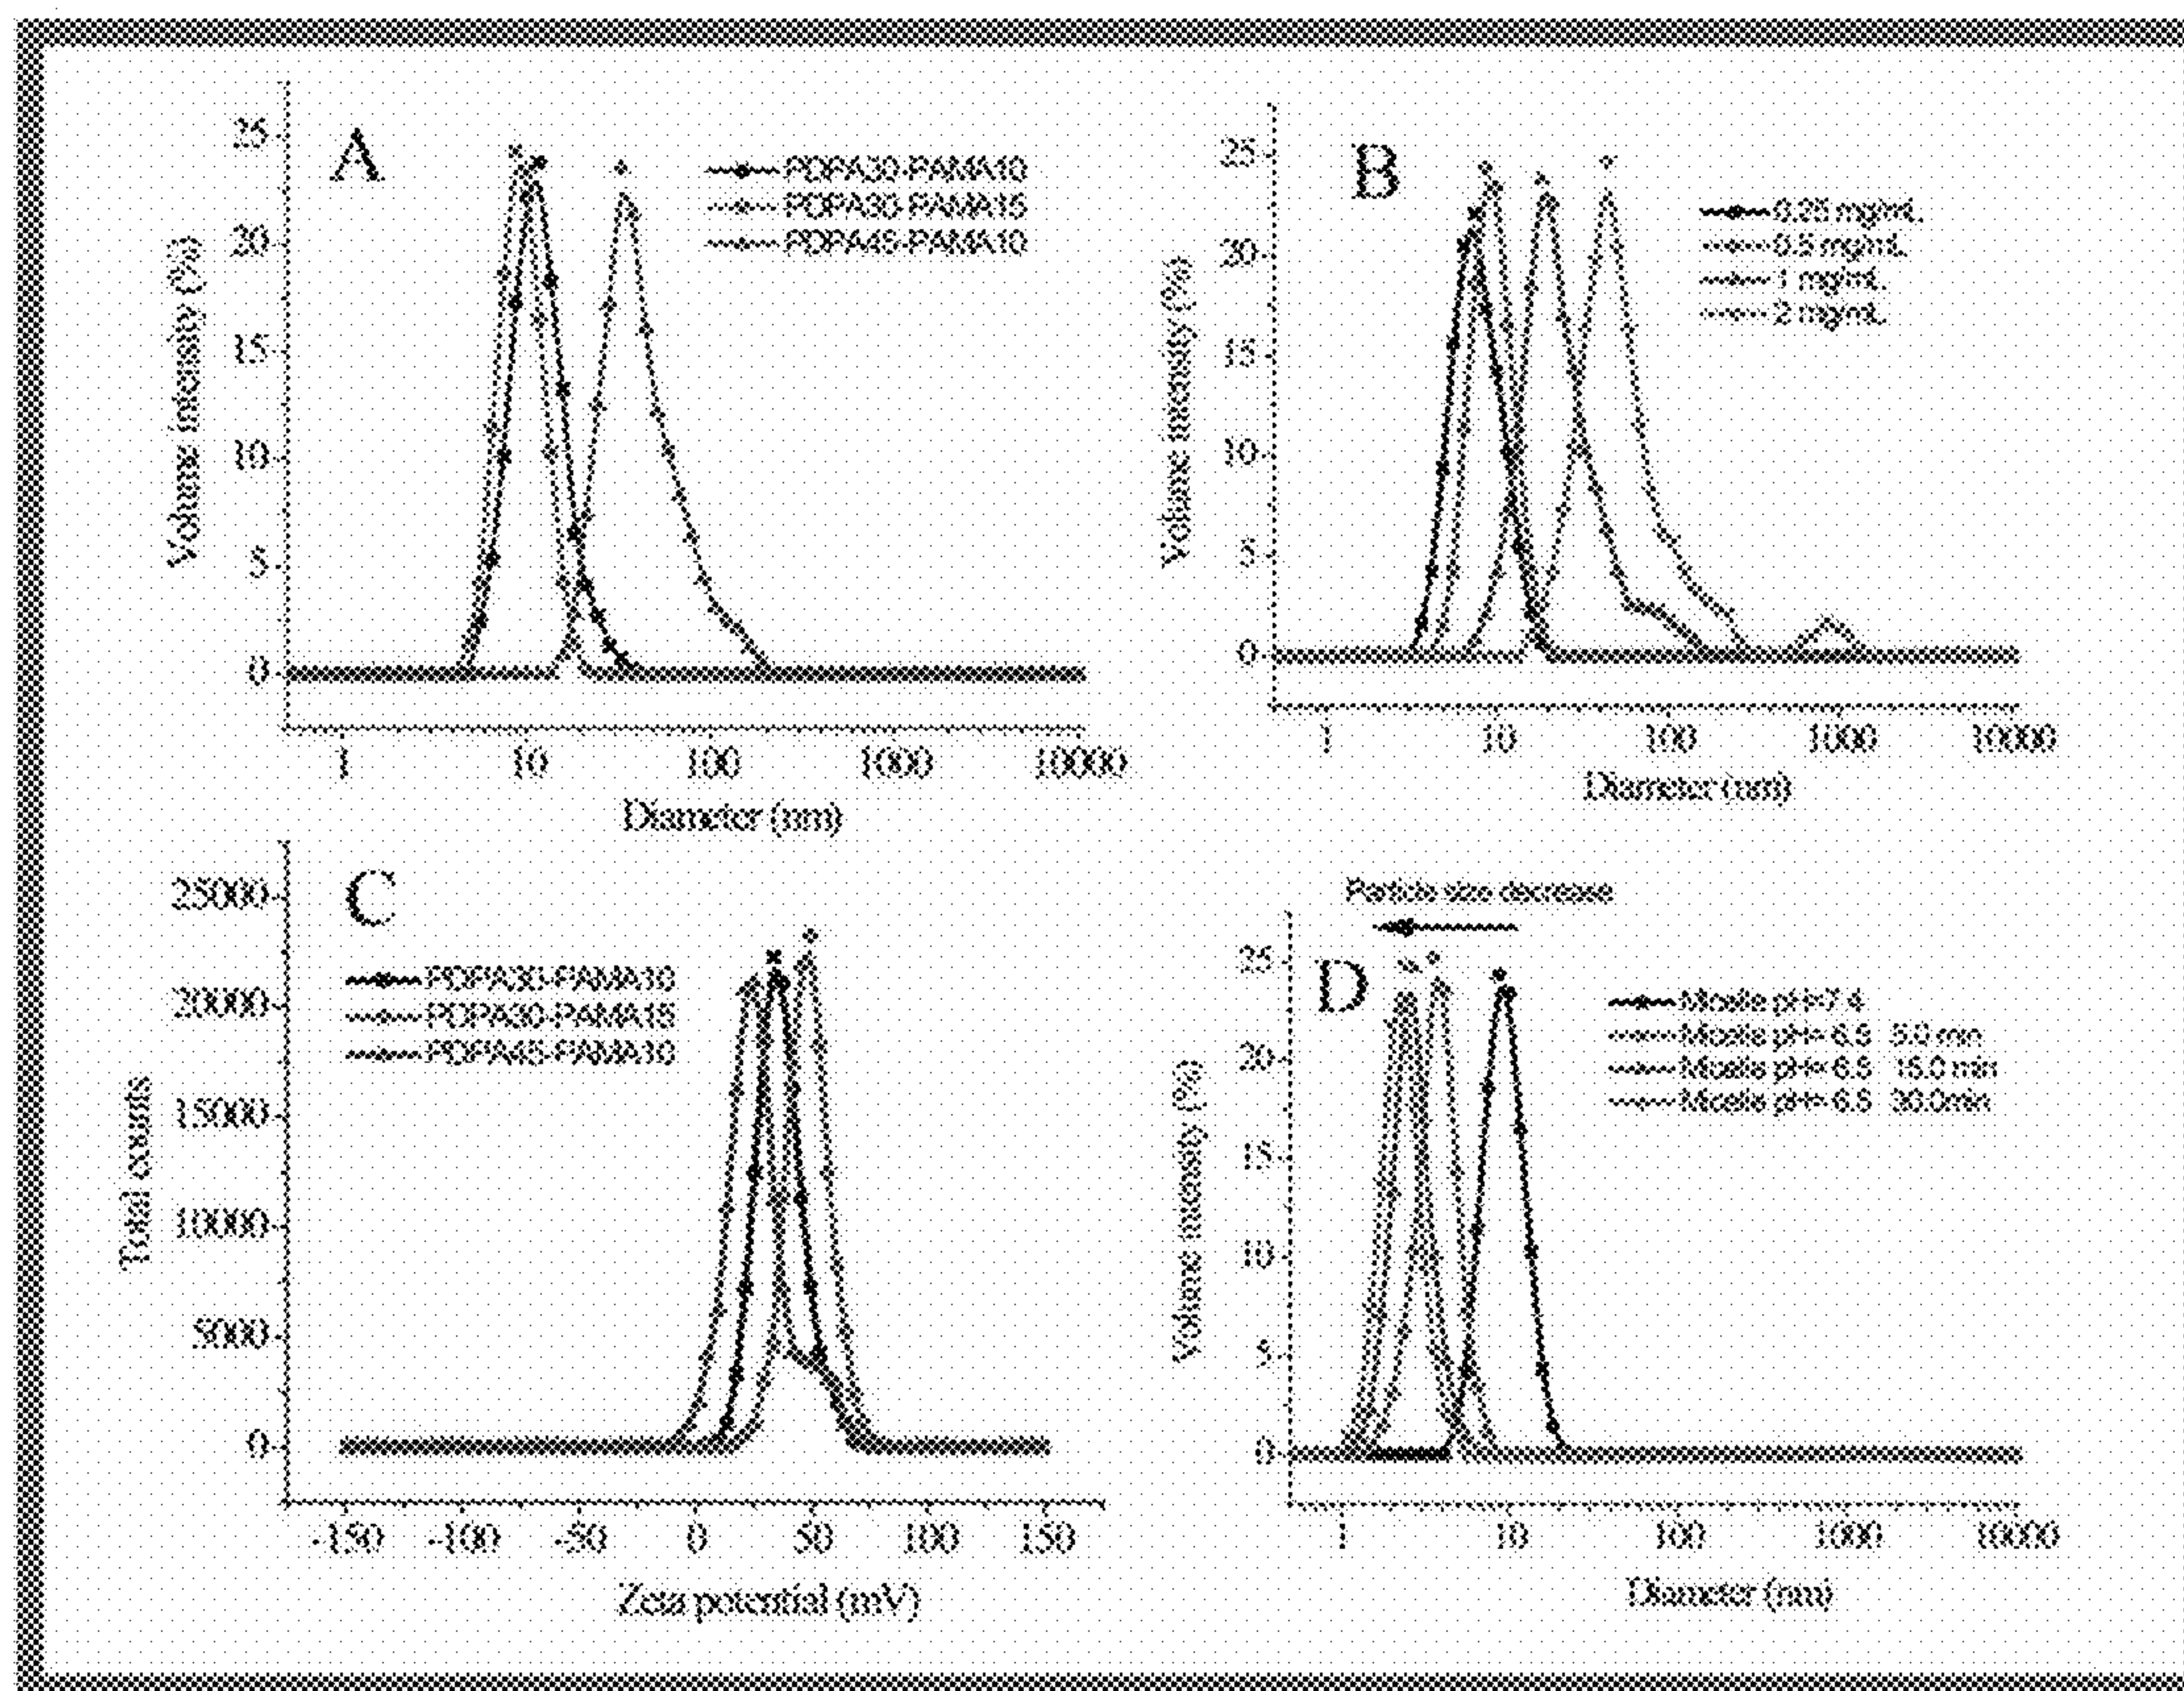 A
25
20
15
10
5
0
Volume intensity (%)
PDPA30-PAMA10
PDPA30-PAMA15
PDPA45-PAMA10
1 10 100 1000 10000
Diameter (nm)
B
25
20
15
10
5
0
Volume intensity (%)
0.25 mg/mL
0.5 mg/mL
1 mg/mL
2 mg/mL
1 10 100 1000 10000
Diameter (nm)
C
25000
20000
15000
10000
5000
0
Total counts
PDPA30-PAMA10
PDPA30-PAMA15
PDPA45-PAMA10
-150 -100 -50 0 50 100 150
Zeta potential (mV)
Particle size decrease
D
25
20
15
10
5
0
Volume intensity (%)
Micelle pH=7.4
Micelle pH= 6.5 5.0 min
Micelle pH= 6.5 15.0 min
Micelle pH= 6.5 30.0min
1 10 100 1000 10000
Diameter (nm)